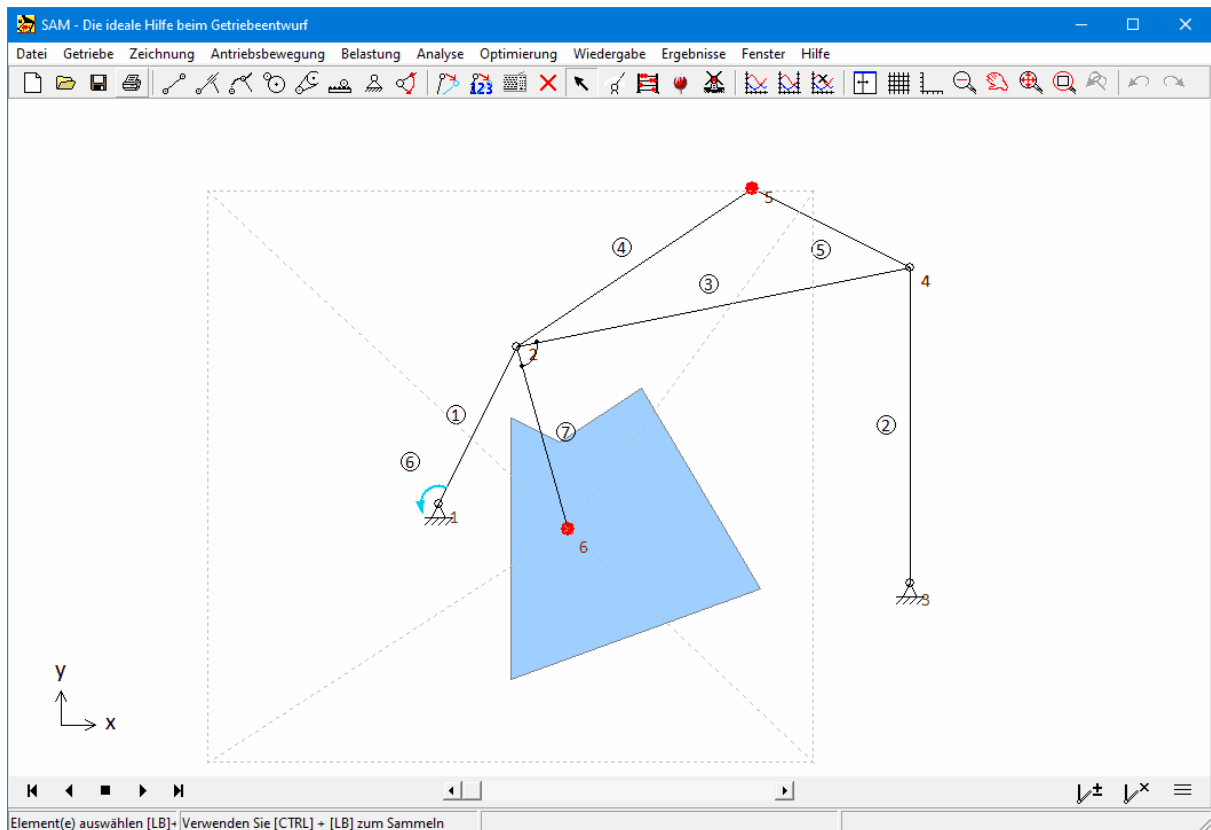 SAM - Die ideale Hilfe beim Getriebeentwurf
Datei Getriebe Zeichnung Antriebsbewegung Belastung Analyse Optimierung Wiedergabe Ergebnisse Fenster Hilfe
123
5
4
5
4
3
2
1
7
2
6
1
6
3
y
x
Element(e) auswählen [LB]+ Verwenden Sie [CTRL] + [LB] zum Sammeln